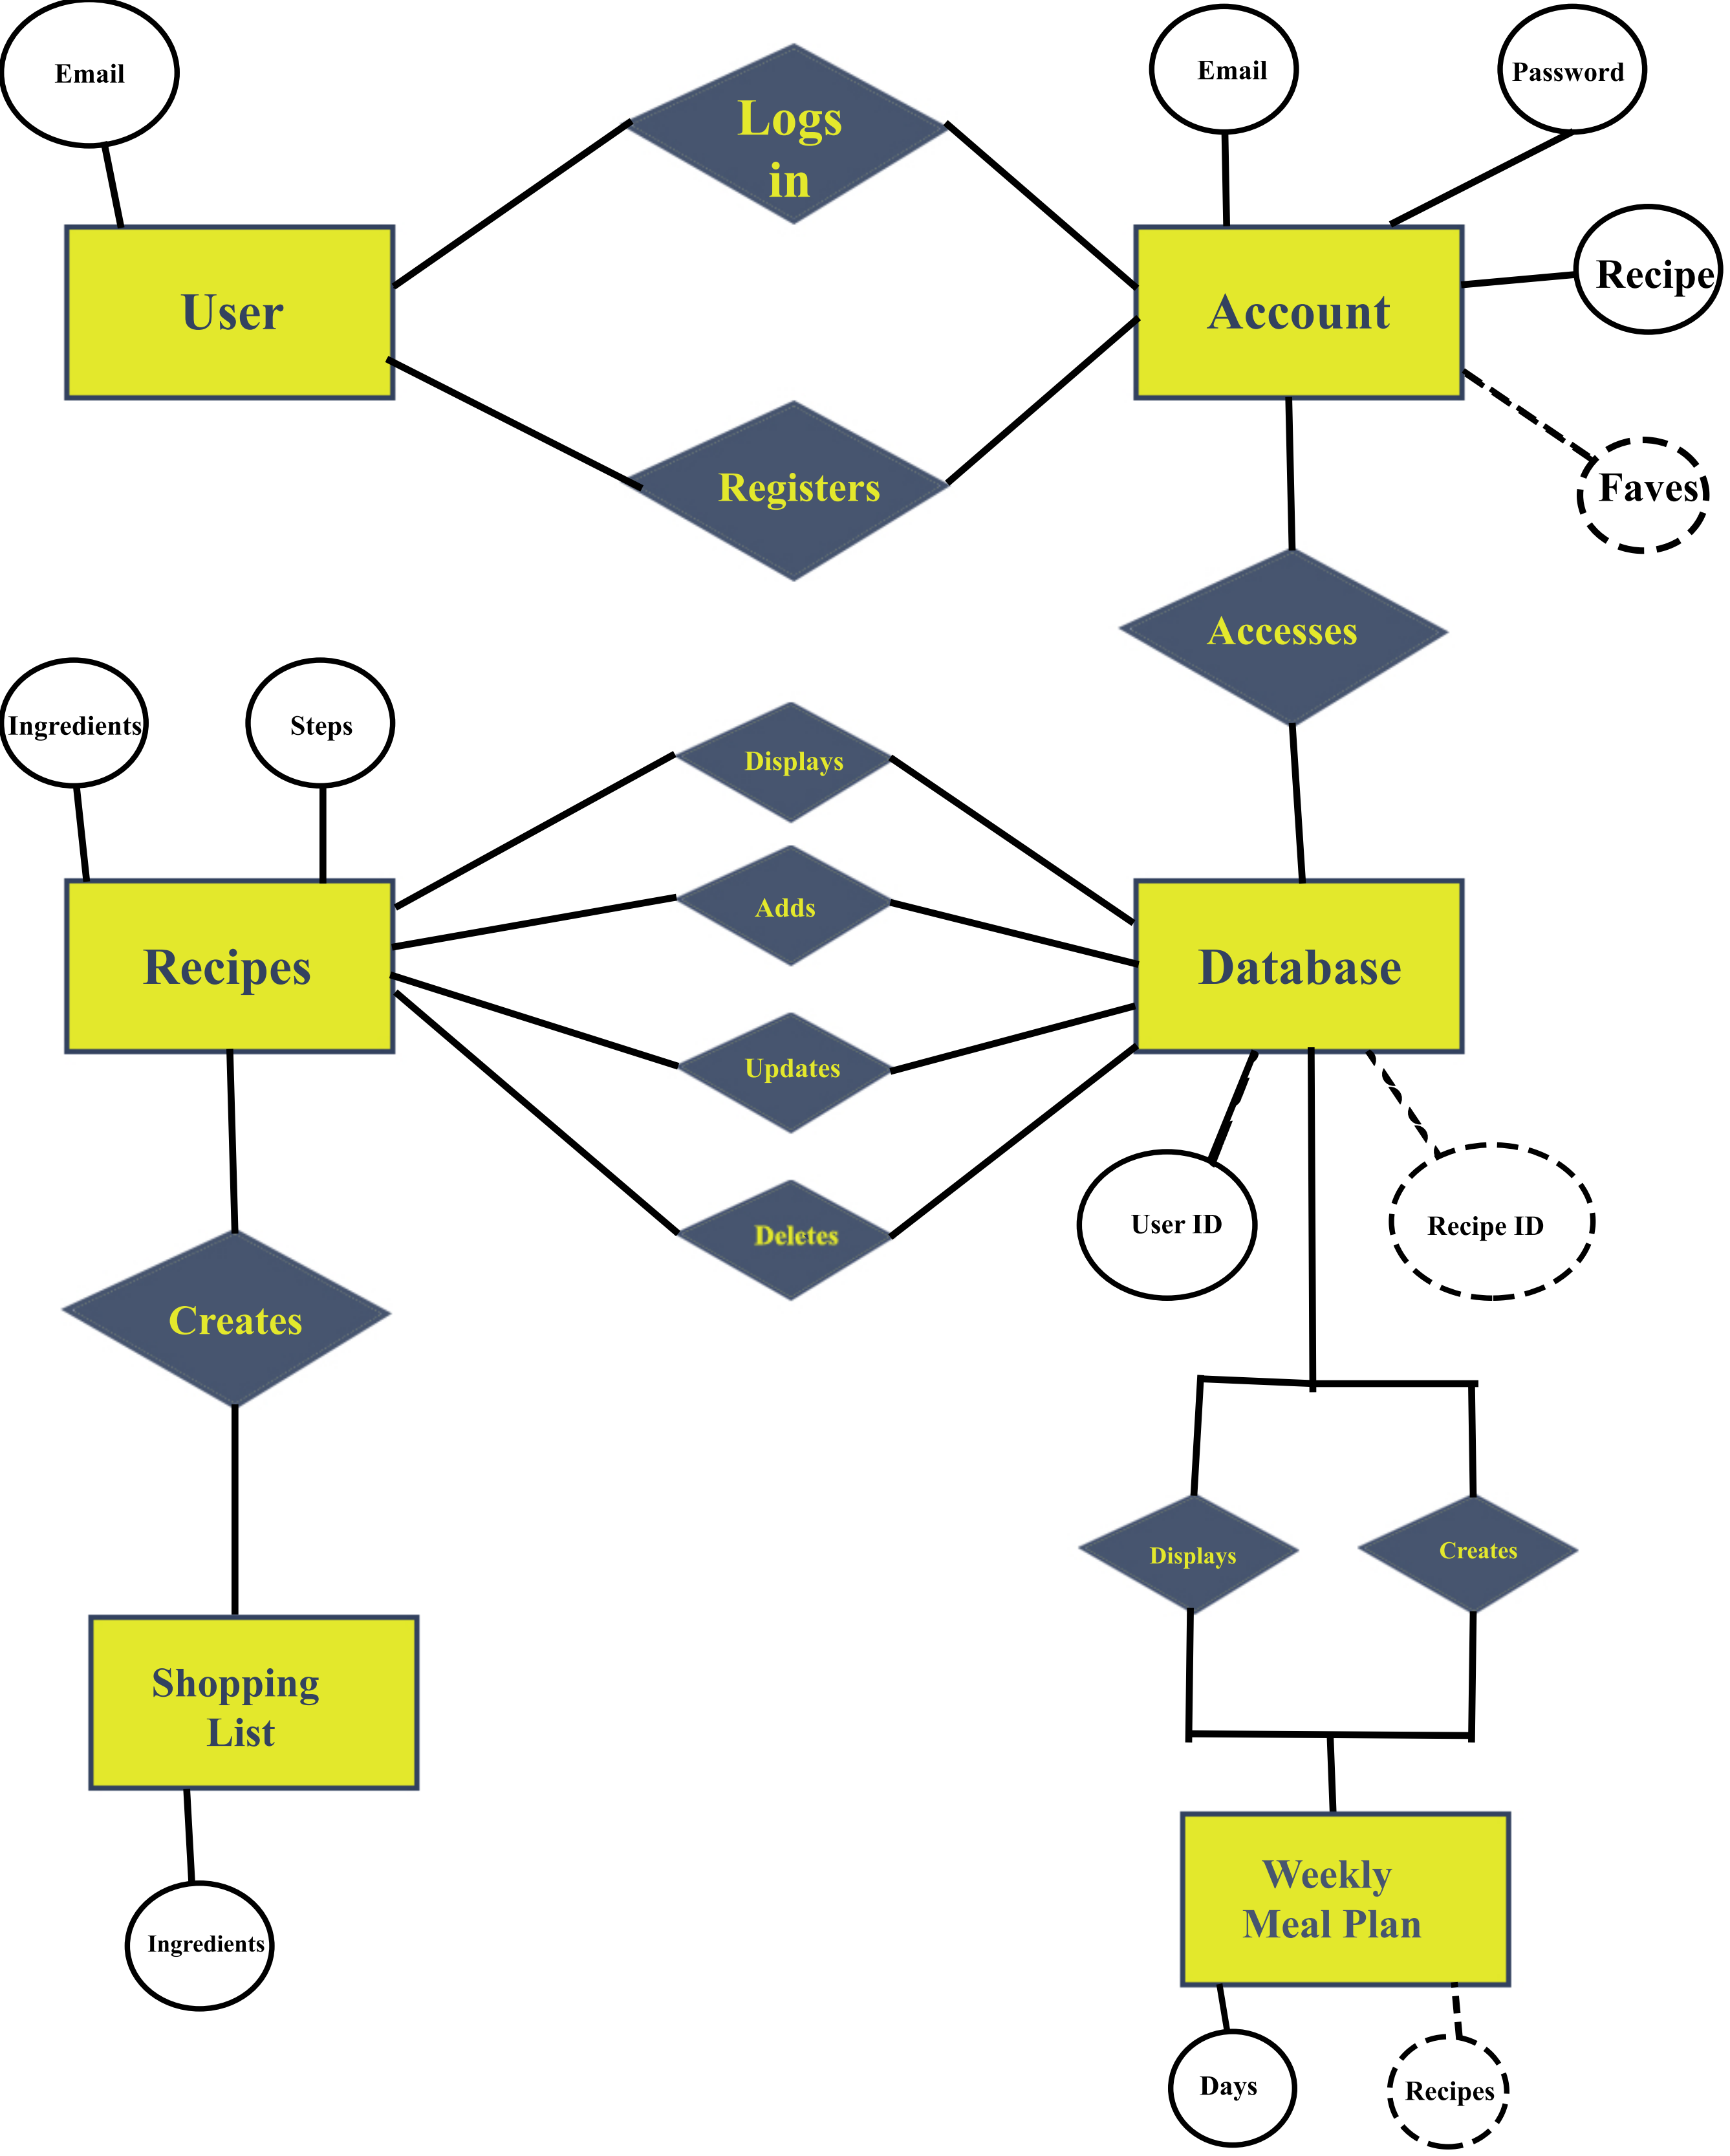 Email
Logs
in
Email
Password
User
Account
Recipe
Registers
Faves
Accesses
Ingredients
Steps
Displays
Adds
Recipes
Database
Updates
Deletes
User ID
Recipe ID
Creates
Displays
Creates
Shopping
List
Weekly
Meal Plan
Ingredients
Days
Recipes